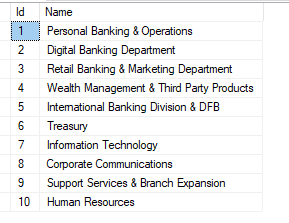 Id Name
1 Personal Banking & Operations
2 Digital Banking Department
3 Retail Banking & Marketing Department
4 Wealth Management & Third Party Products
5 International Banking Division & DFB
6 Treasury
7 Information Technology
8 Corporate Communications
9 Support Services & Branch Expansion
10 Human Resources